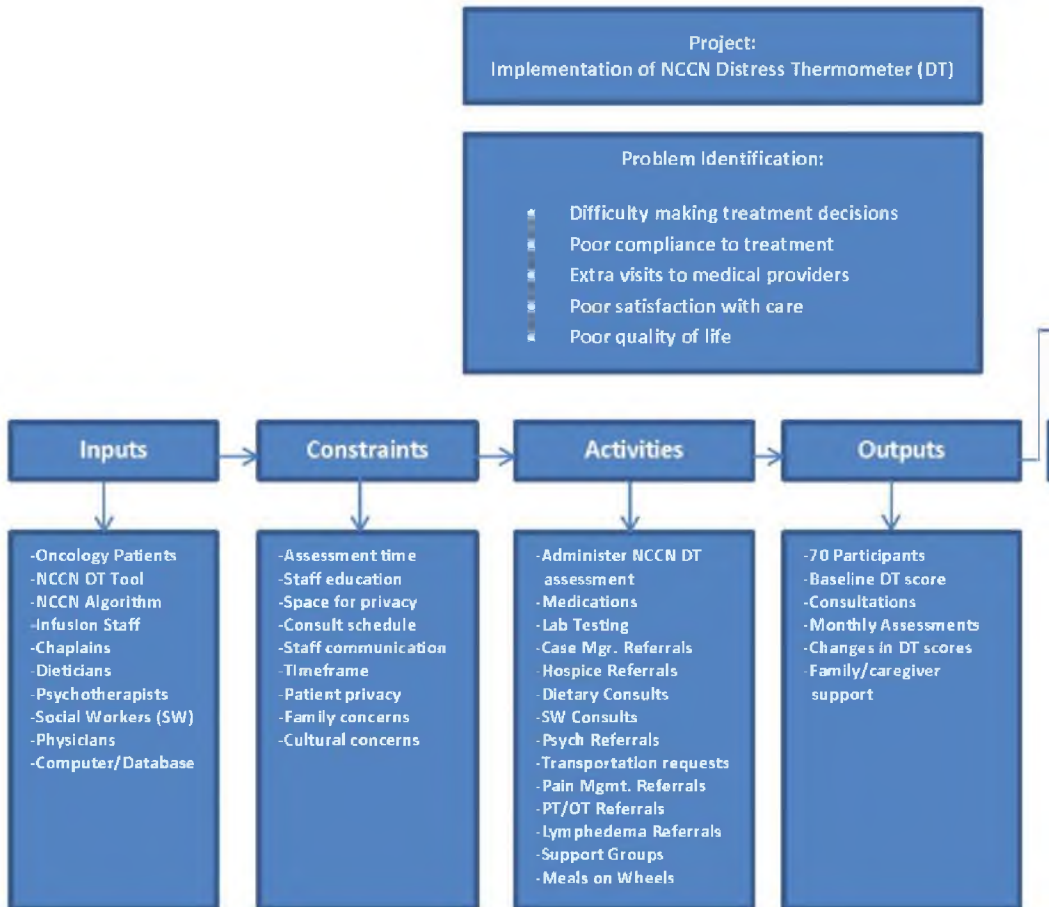 Project:
Implementation of NCCN Distress Thermometer (DT)
Problem Identification:
Difficulty making treatment decisions
Poor compliance to treatment
Extra visits to medical providers
Poor satisfaction with care
Poor quality of life
Inputs
Constraints
Activities
Outputs
-Oncology Patients
-NCCN DT Tool
-NCCN Algorithm
-Infusion Staff
-Chaplains
-Dieticians
-Psychotherapists
-Social Workers (SW)
-Physicians
-Computer/Database
-Assessment time
-Staff education
-Space for privacy
-Consult schedule
-Staff communication
-Timeframe
-Patient privacy
-Family concerns
-Cultural concerns
-Administer NCCN DT
assessment
-Medications
-Lab Testing
-Case Mgr. Referrals
-Hospice Referrals
-Dietary Consults
-SW Consults
-Psych Referrals
-Transportation requests
-Pain Mgmt. Referrals
-PT/OT Referrals
-Lymphedema Referrals
-Support Groups
-Meals on Wheels
-70 Participants
-Baseline DT score
-Consultations
-Monthly Assessments
-Changes in DT scores
-Family/caregiver
support